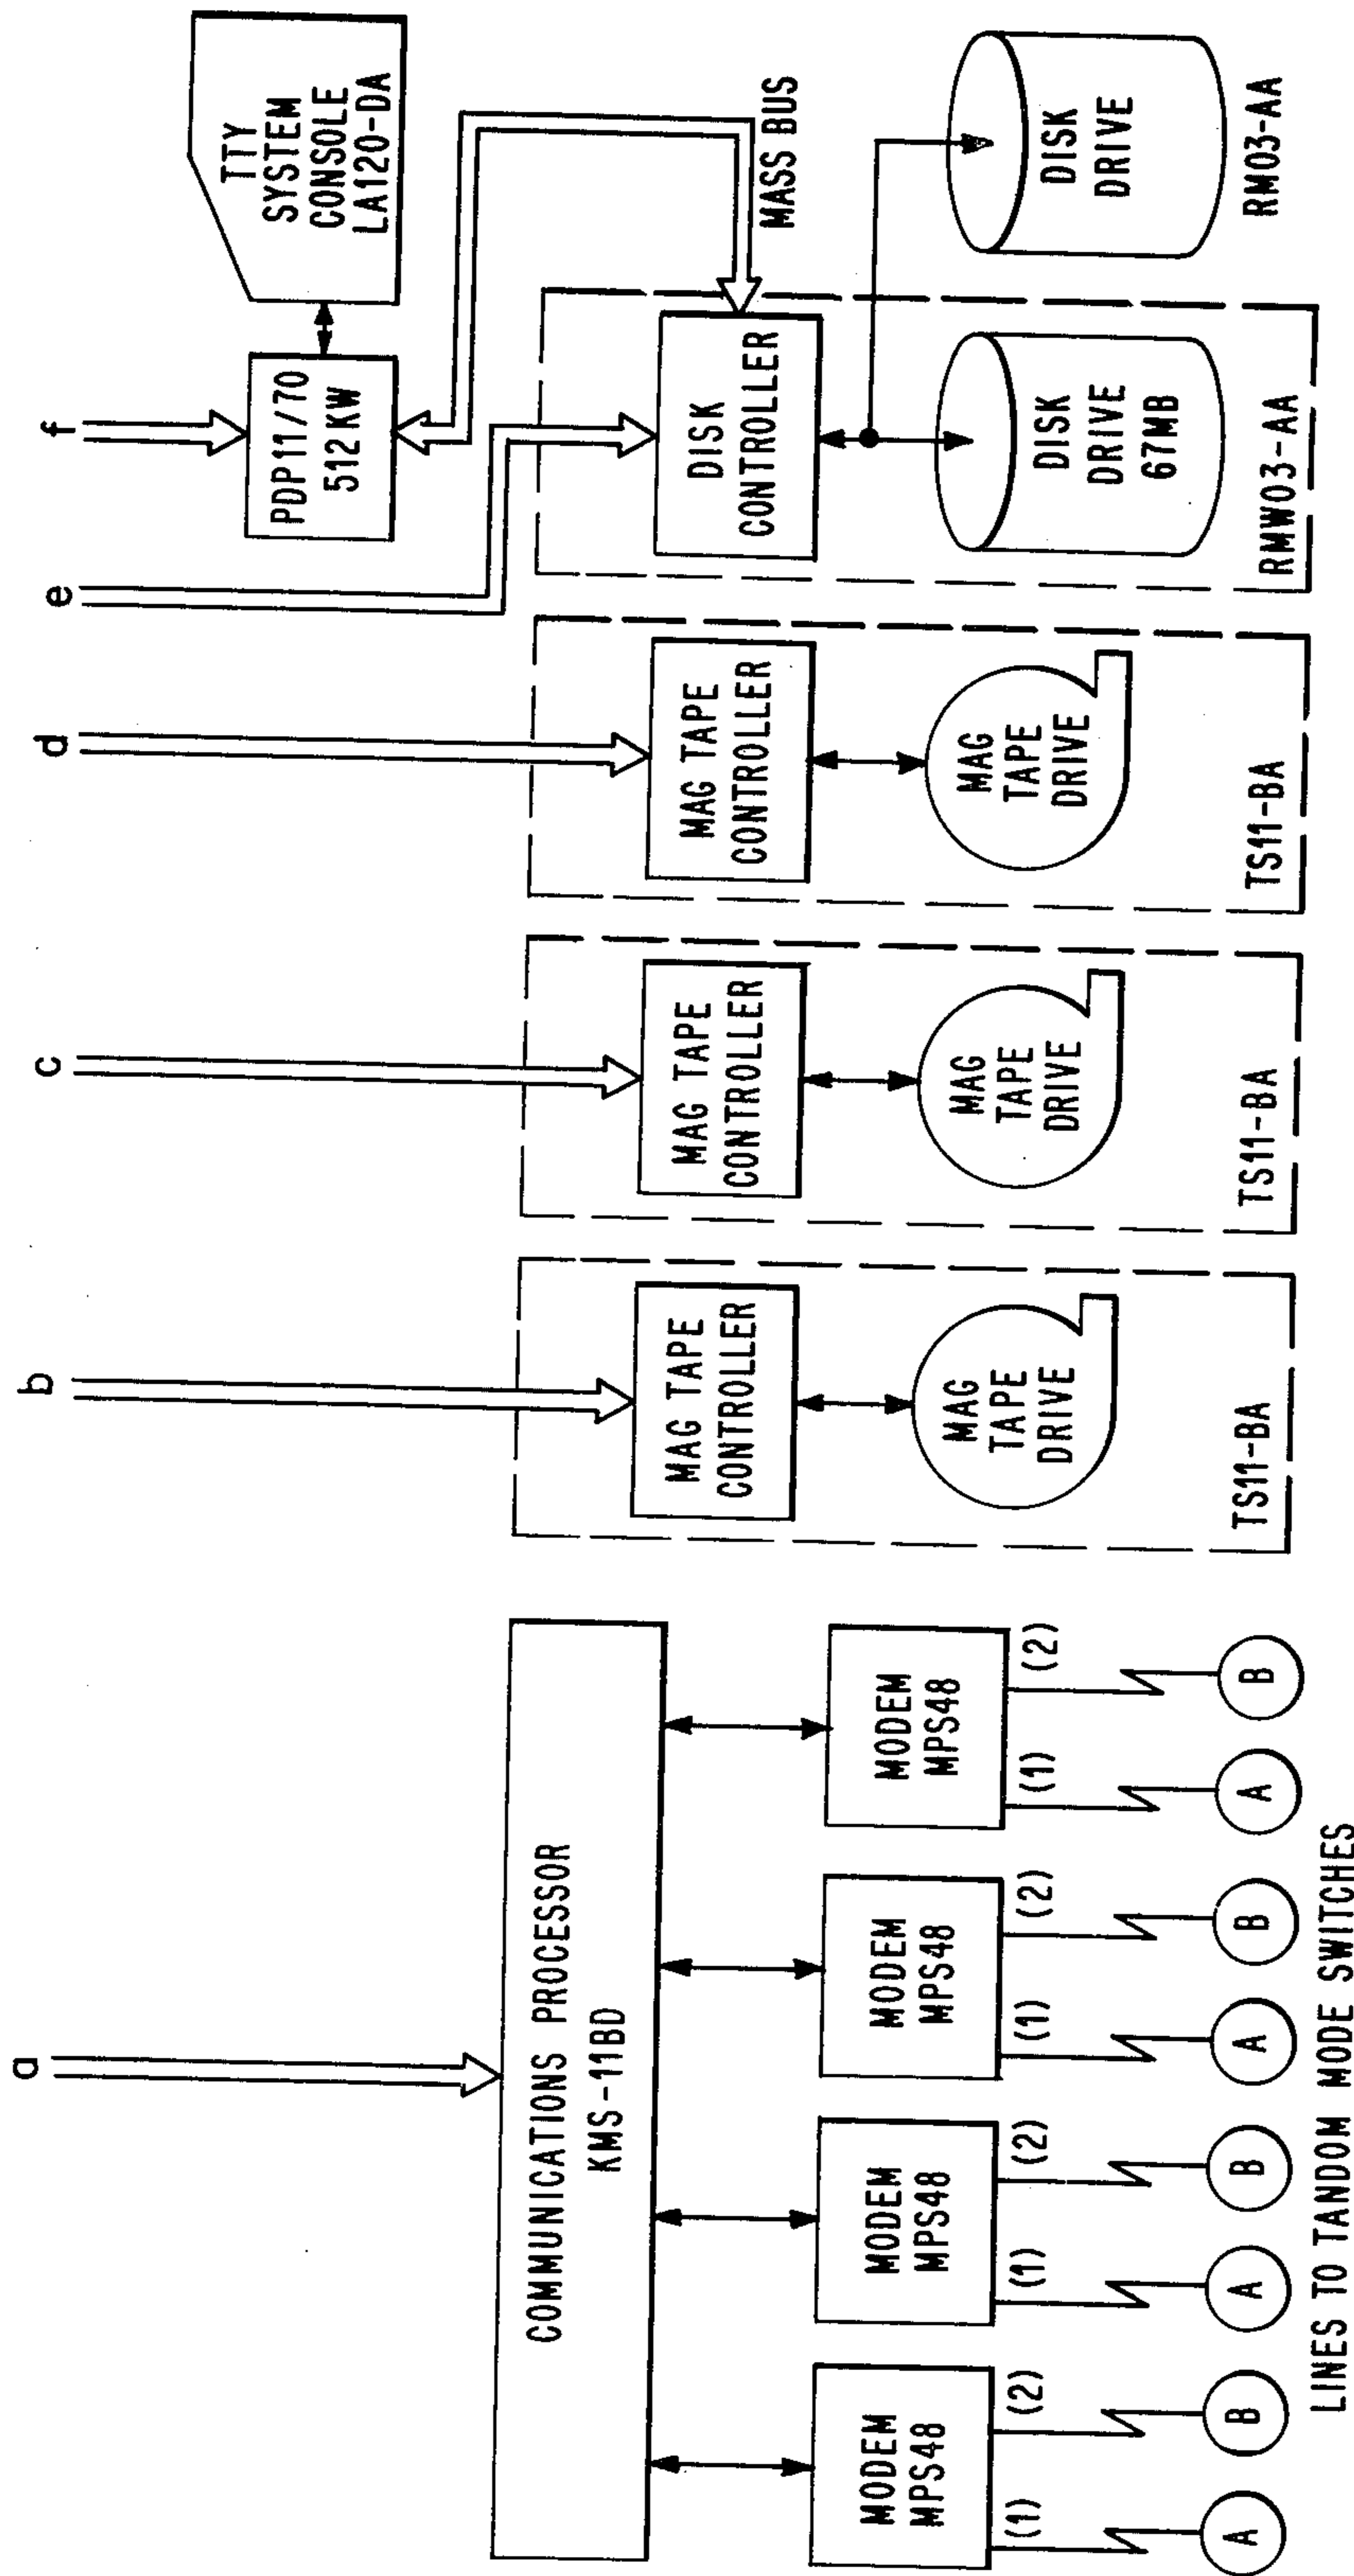 a
b
c
d
e
f
COMMUNICATIONS PROCESSOR
KMS-11BD
MODEM
MPS48
(1)
(2)
A
B
MODEM
MPS48
(1)
(2)
A
B
MODEM
MPS48
(1)
(2)
A
B
MODEM
MPS48
(1)
(2)
A
B
LINES TO TANDOM MODE SWITCHES
MAG TAPE
CONTROLLER
MAG
TAPE
DRIVE
TS11-BA
MAG TAPE
CONTROLLER
MAG
TAPE
DRIVE
TS11-BA
MAG TAPE
CONTROLLER
MAG
TAPE
DRIVE
TS11-BA
PDP11/70
512 KW
TTY
SYSTEM
CONSOLE
LA120-DA
MASS BUS
DISK
CONTROLLER
DISK
DRIVE
67MB
RMW03-AA
DISK
DRIVE
RM03-AA